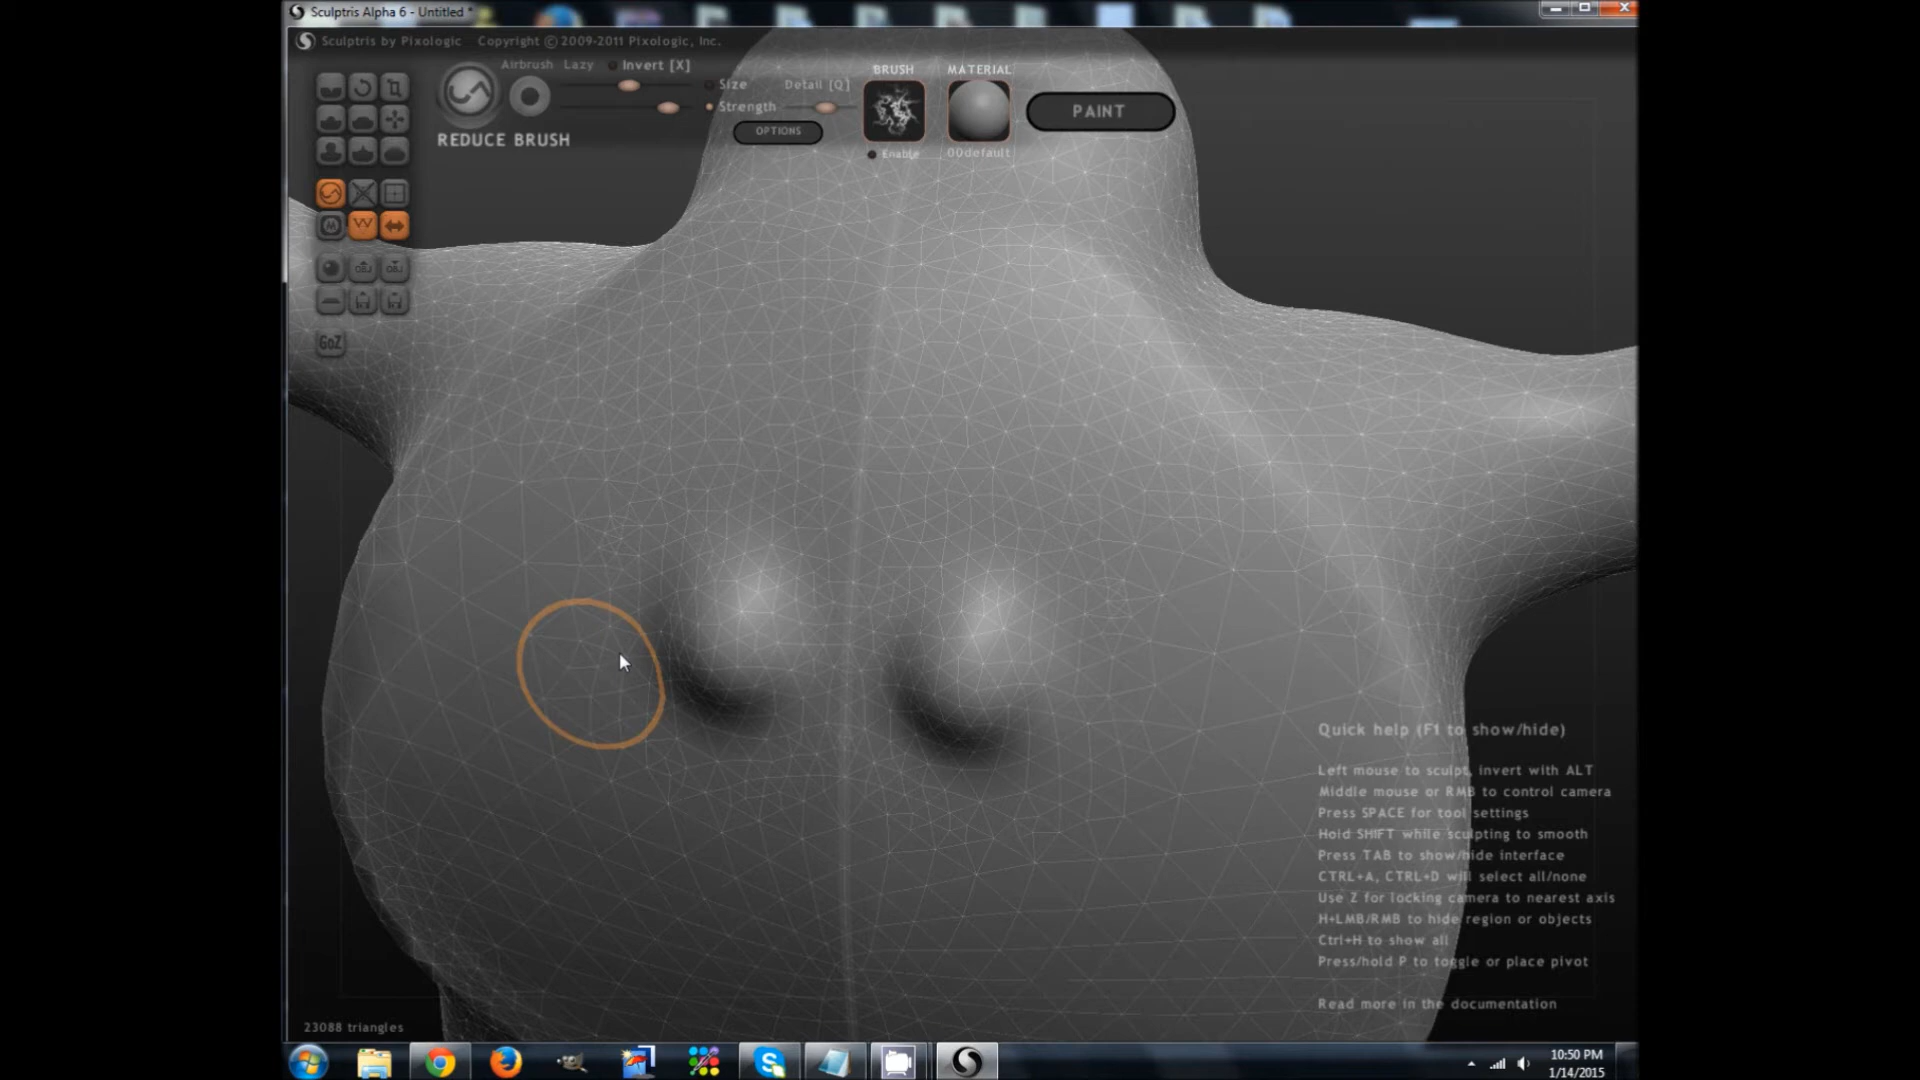 Sculptris Alpha 6 - Untitled *
Sculptris by Pixologic Copyright © 2009-2011 Pixologic, Inc.
Airbrush Lazy Invert [X]
Size Detail [Q]
Strength
OPTIONS
REDUCE BRUSH
BRUSH
Enable
MATERIAL
00default
PAINT
GoZ
Quick help (F1 to show/hide)
Left mouse to sculpt, invert with ALT
Middle mouse or RMB to control camera
Press SPACE for tool settings
Hold SHIFT while sculpting to smooth
Press TAB to show/hide interface
CTRL+A, CTRL+D will select all/none
Use Z for locking camera to nearest axis
H+LMB/RMB to hide region or objects
Ctrl+H to show all
Press/hold P to toggle or place pivot
Read more in the documentation
23088 triangles
10:50 PM
1/14/2015